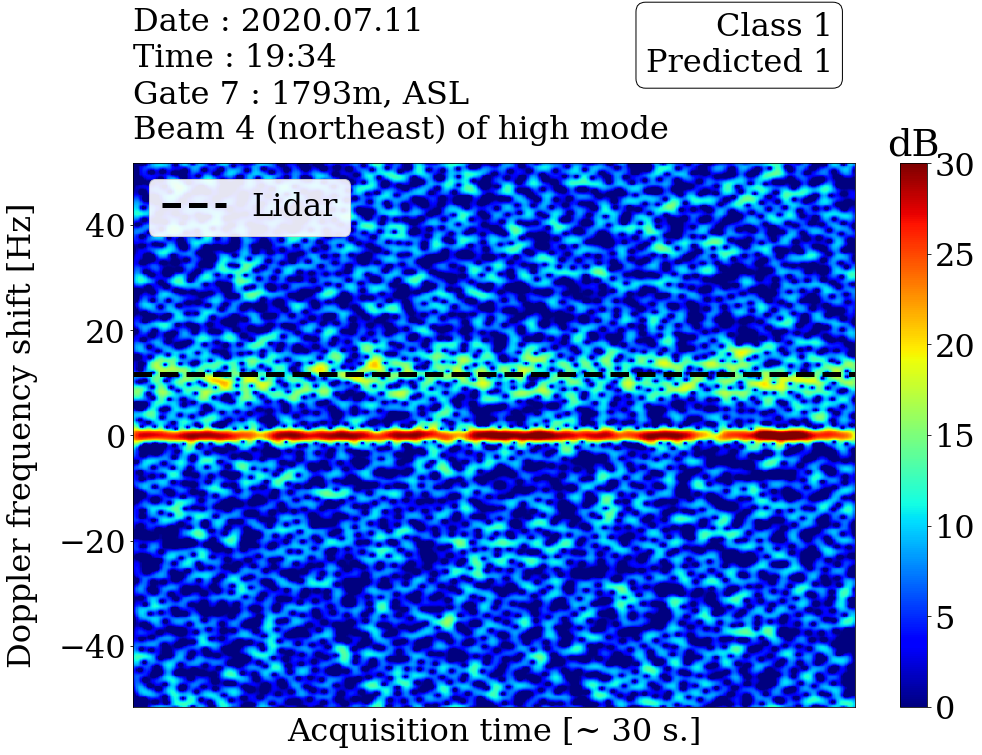 Date : 2020.07.11
Time : 19:34
Gate 7 : 1793m, ASL
Beam 4 (northeast) of high mode
Class 1
Predicted 1
dB
Lidar
Doppler frequency shift [Hz]
40
20
0
−20
−40
30
25
20
15
10
5
0
Acquisition time [~ 30 s.]